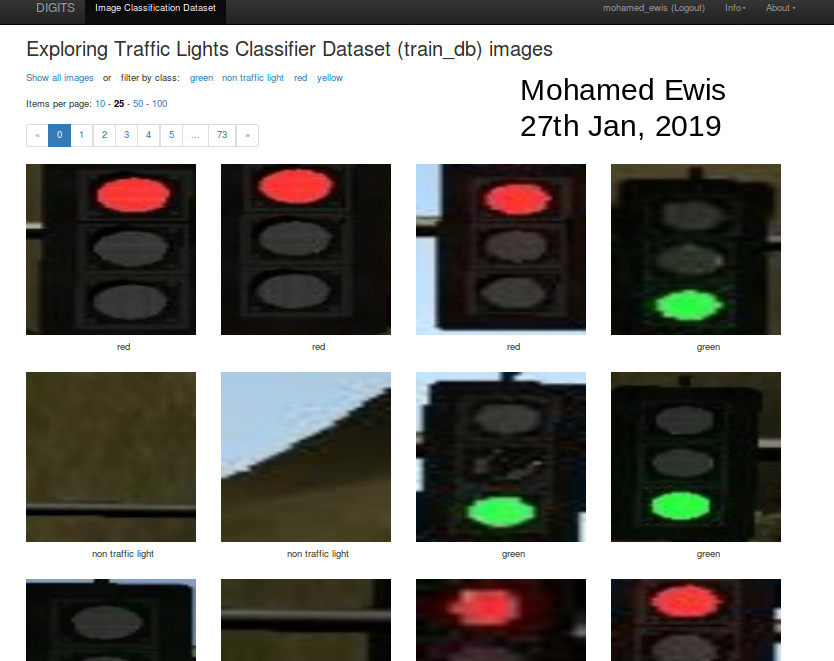 DIGITS Image Classification Dataset mohamed_ewis (Logout) Info About
Exploring Traffic Lights Classifier Dataset (train_db) images
Show all images or filter by class: green non traffic light red yellow
Items per page: 10 - 25 - 50 - 100
Mohamed Ewis
27th Jan, 2019
« 0 1 2 3 4 5 ... 73 »
red red red green
non traffic light non traffic light green green